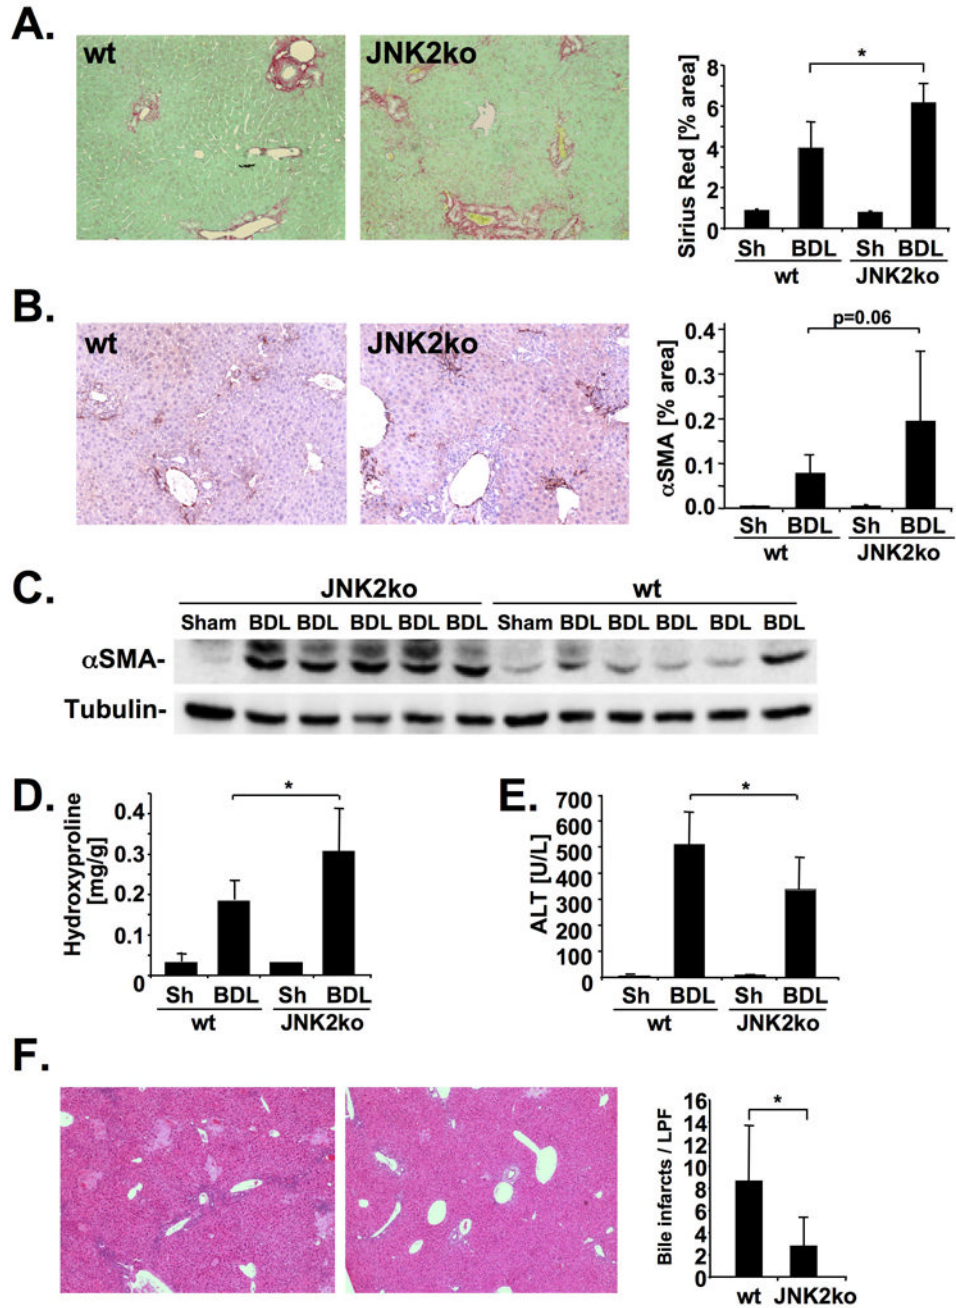 A.
wt
JNK2ko
Sirius Red [% area]
8
6
4
2
0
*
Sh BDL Sh BDL
wt JNK2ko
B.
wt
JNK2ko
αSMA [% area]
0.4
0.3
0.2
0.1
0.0
p=0.06
Sh BDL Sh BDL
wt JNK2ko
C.
JNK2ko wt
Sham BDL BDL BDL BDL BDL Sham BDL BDL BDL BDL BDL
αSMA-
Tubulin-
D.
Hydroxyproline
[mg/g]
0.4
0.3
0.2
0.1
0
*
Sh BDL Sh BDL
wt JNK2ko
E.
ALT [U/L]
700
600
500
400
300
200
100
0
*
Sh BDL Sh BDL
wt JNK2ko
F.
Bile infarcts / LPF
16
14
12
10
8
6
4
2
0
*
wt JNK2ko